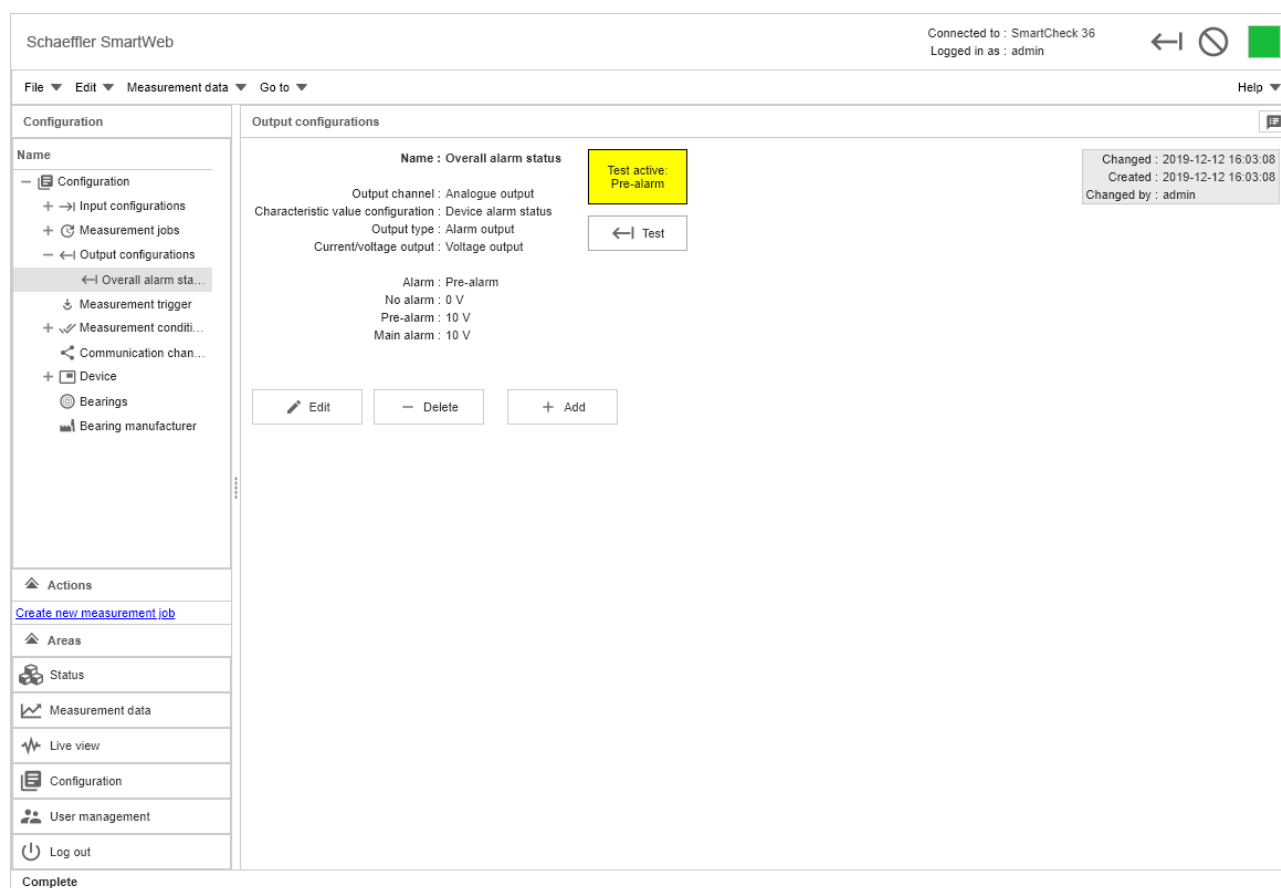 Schaeffler SmartWeb
Connected to : SmartCheck 36
Logged in as : admin
File Edit Measurement data Go to Help
Configuration
Name
Configuration
Input configurations
Measurement jobs
Output configurations
Overall alarm sta...
Measurement trigger
Measurement conditi...
Communication chan...
Device
Bearings
Bearing manufacturer
Actions
Create new measurement job
Areas
Status
Measurement data
Live view
Configuration
User management
Log out
Output configurations
Name : Overall alarm status
Output channel : Analogue output
Characteristic value configuration : Device alarm status
Output type : Alarm output
Current/voltage output : Voltage output
Alarm : Pre-alarm
No alarm : 0 V
Pre-alarm : 10 V
Main alarm : 10 V
Test active:
Pre-alarm
Test
Changed : 2019-12-12 16:03:08
Created : 2019-12-12 16:03:08
Changed by : admin
Edit Delete Add
Complete